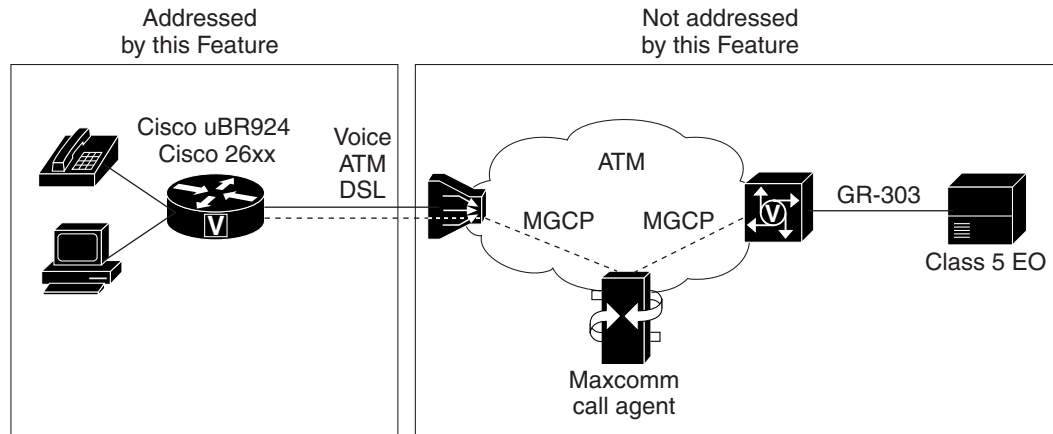 Addressed
by this Feature
Not addressed
by this Feature
Cisco uBR924
Cisco 26xx
V
Voice
ATM
DSL
ATM
MGCP
MGCP
V
GR-303
Class 5 EO
Maxcomm
call agent